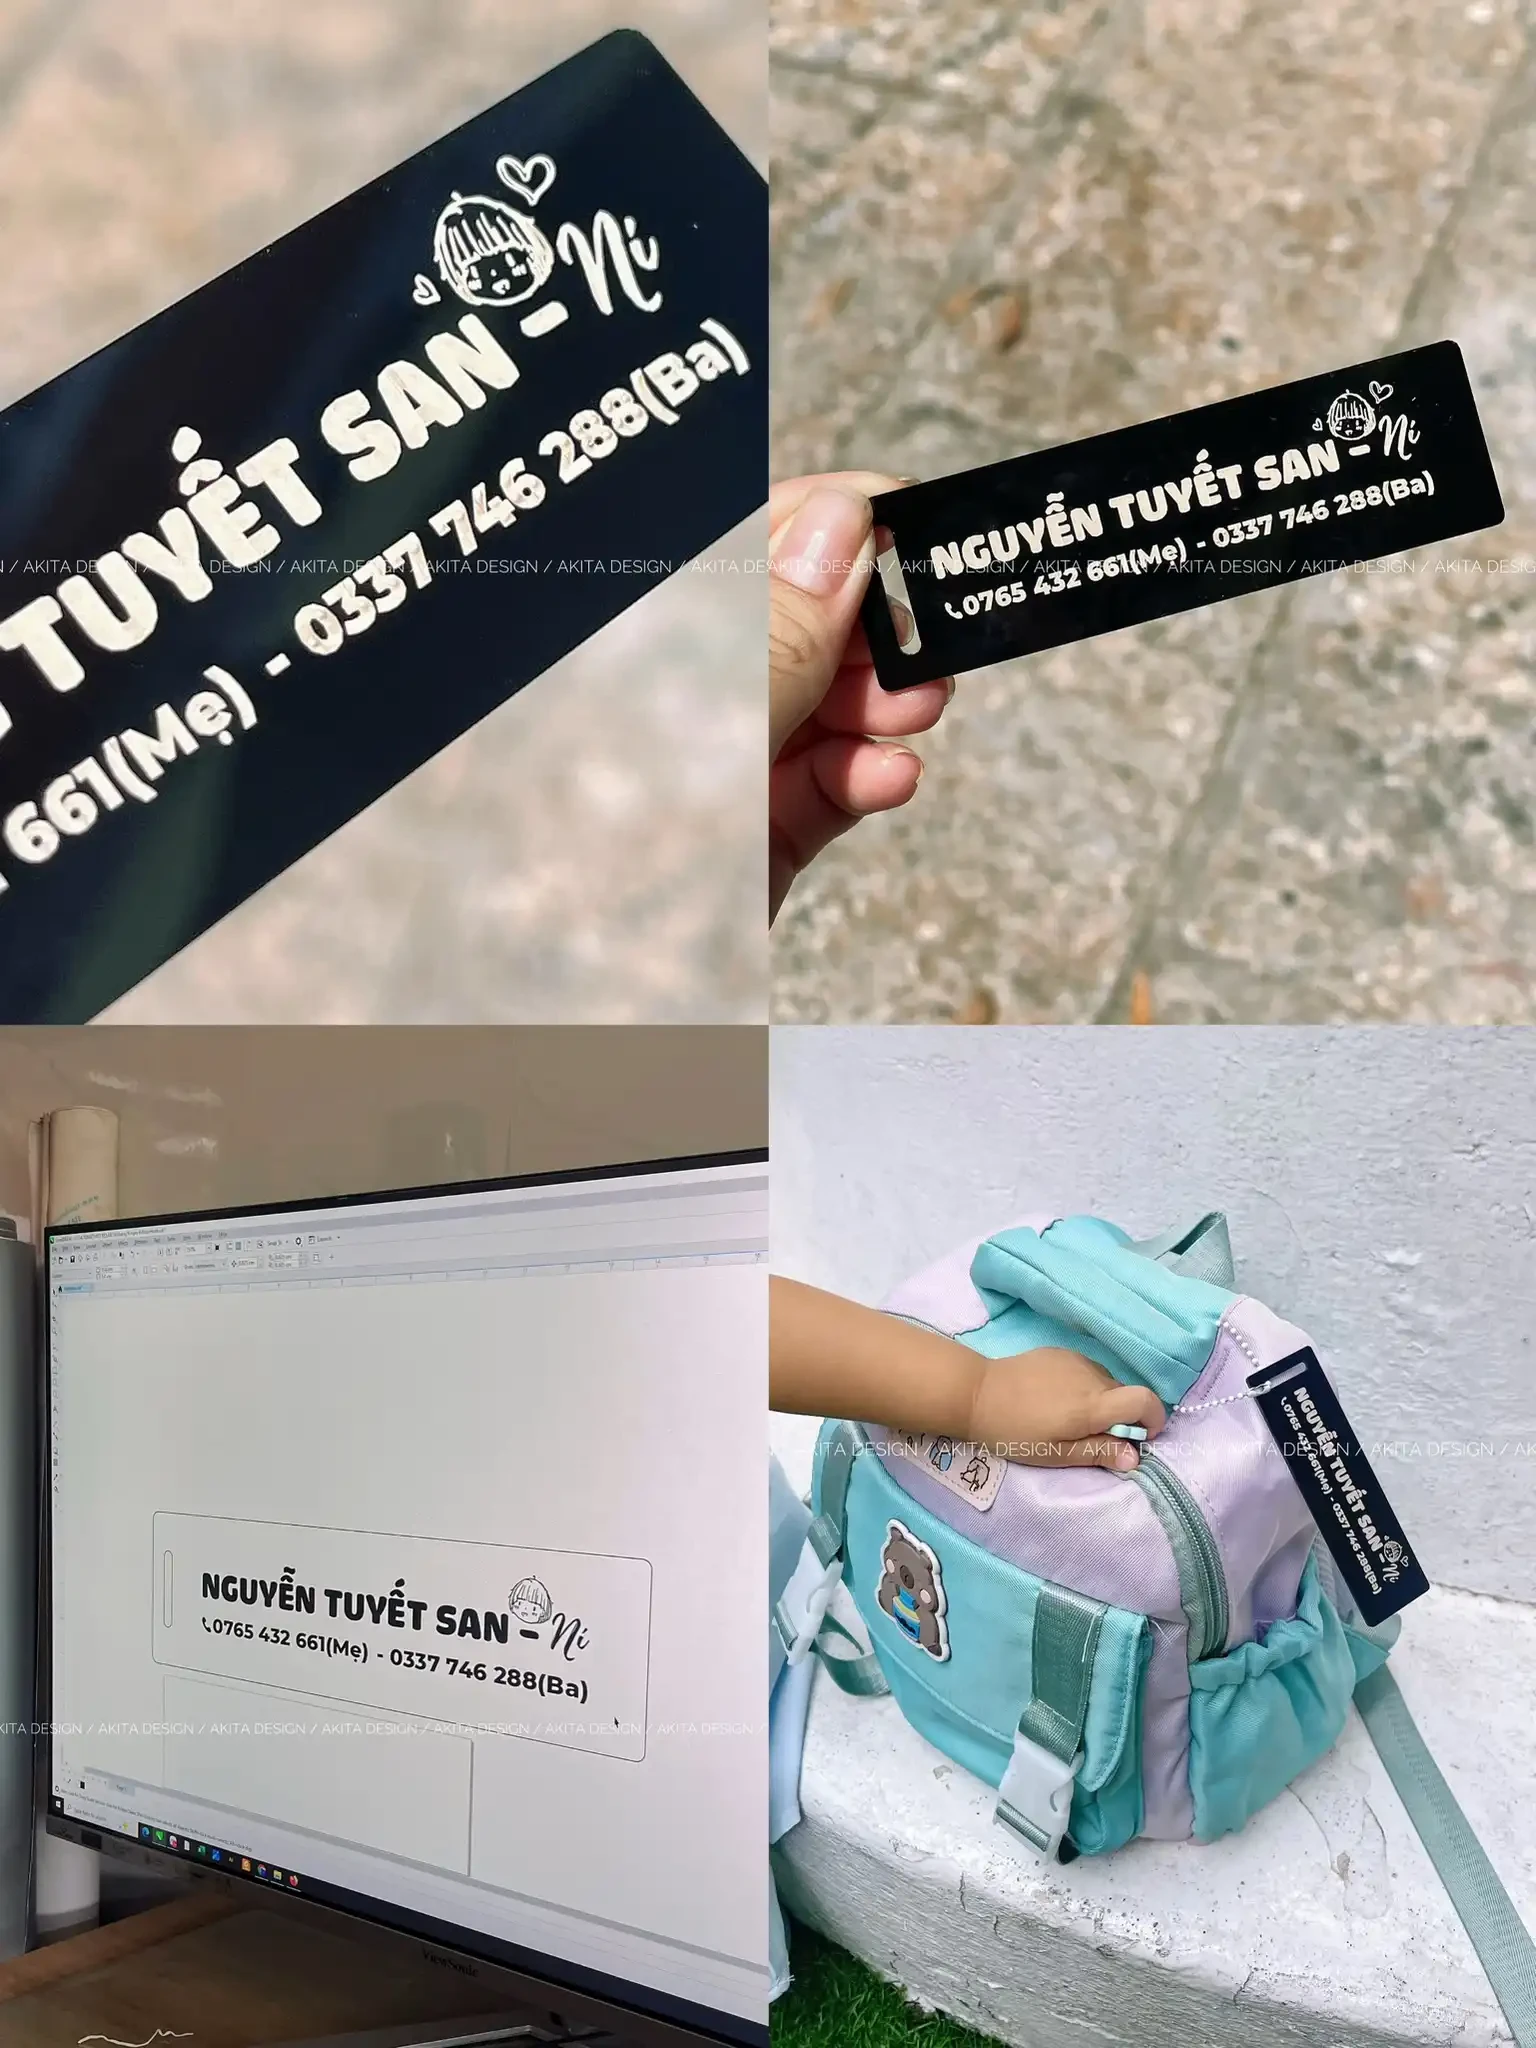 Ni
TUYẾT SAN –
661(Mẹ) - 0337 746 288(Ba)
/ AKITA DESIGN / AKITA DESIGN / AKITA DESIGN / AKITA DESIGN
NGUYỄN TUYẾT SAN – Ni
0765 432 661(Mẹ) - 0337 746 288(Ba)
AKITA DESIGN / AKITA DESIGN / AKITA DESIGN / AKITA DESIGN
NGUYỄN TUYẾT SAN – Ni
0765 432 661(Mẹ) - 0337 746 288(Ba)
AKITA DESIGN / AKITA DESIGN / AKITA DESIGN / AKITA DESIGN / AKITA DESIGN
ViewSonic
NGUYỄN TUYẾT SAN – Ni
0765 432 661(Mẹ) - 0337 746 288(Ba)
AKITA DESIGN / AKITA DESIGN / AKITA DESIGN / AKITA DESIGN